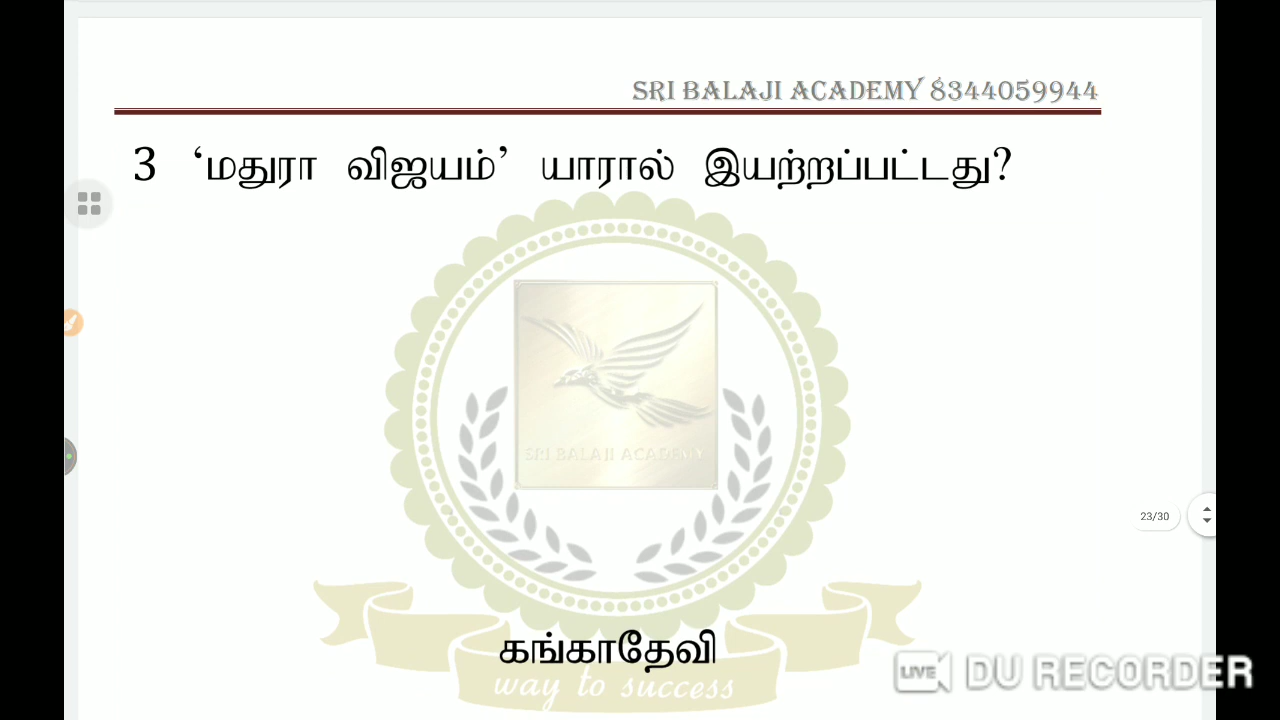 SRI BALAJI ACADEMY 8344059944
3 ‘மதுரா விஜயம்’ யாரால் இயற்றப்பட்டது?
SRI BALAJI ACADEMY
23/30
கங்காதேவி
way to success
LIVE DU RECORDER